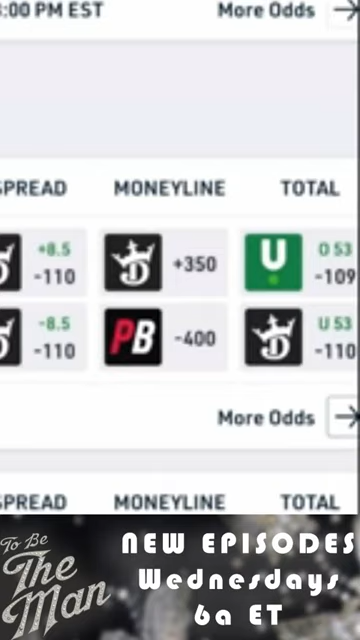 :00 PM EST More Odds →
SPREAD MONEYLINE TOTAL
+8.5 O 53
-110 +350 U -109
-8.5 U 53
-110 PB -400 -110
More Odds →
SPREAD MONEYLINE TOTAL
To Be The Man
NEW EPISODES
Wednesdays
6a ET